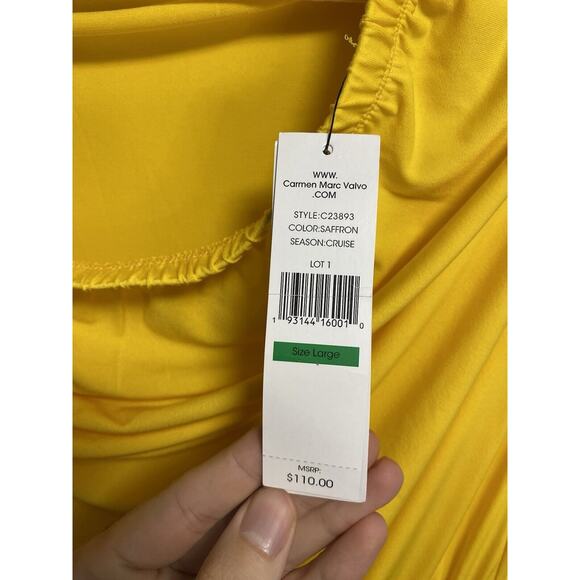 WWW.
Carmen Marc Valvo
.COM
STYLE:C23893
COLOR:SAFFRON
SEASON:CRUISE
LOT 1
1 93144 16001 0
Size Large
MSRP:
$110.00